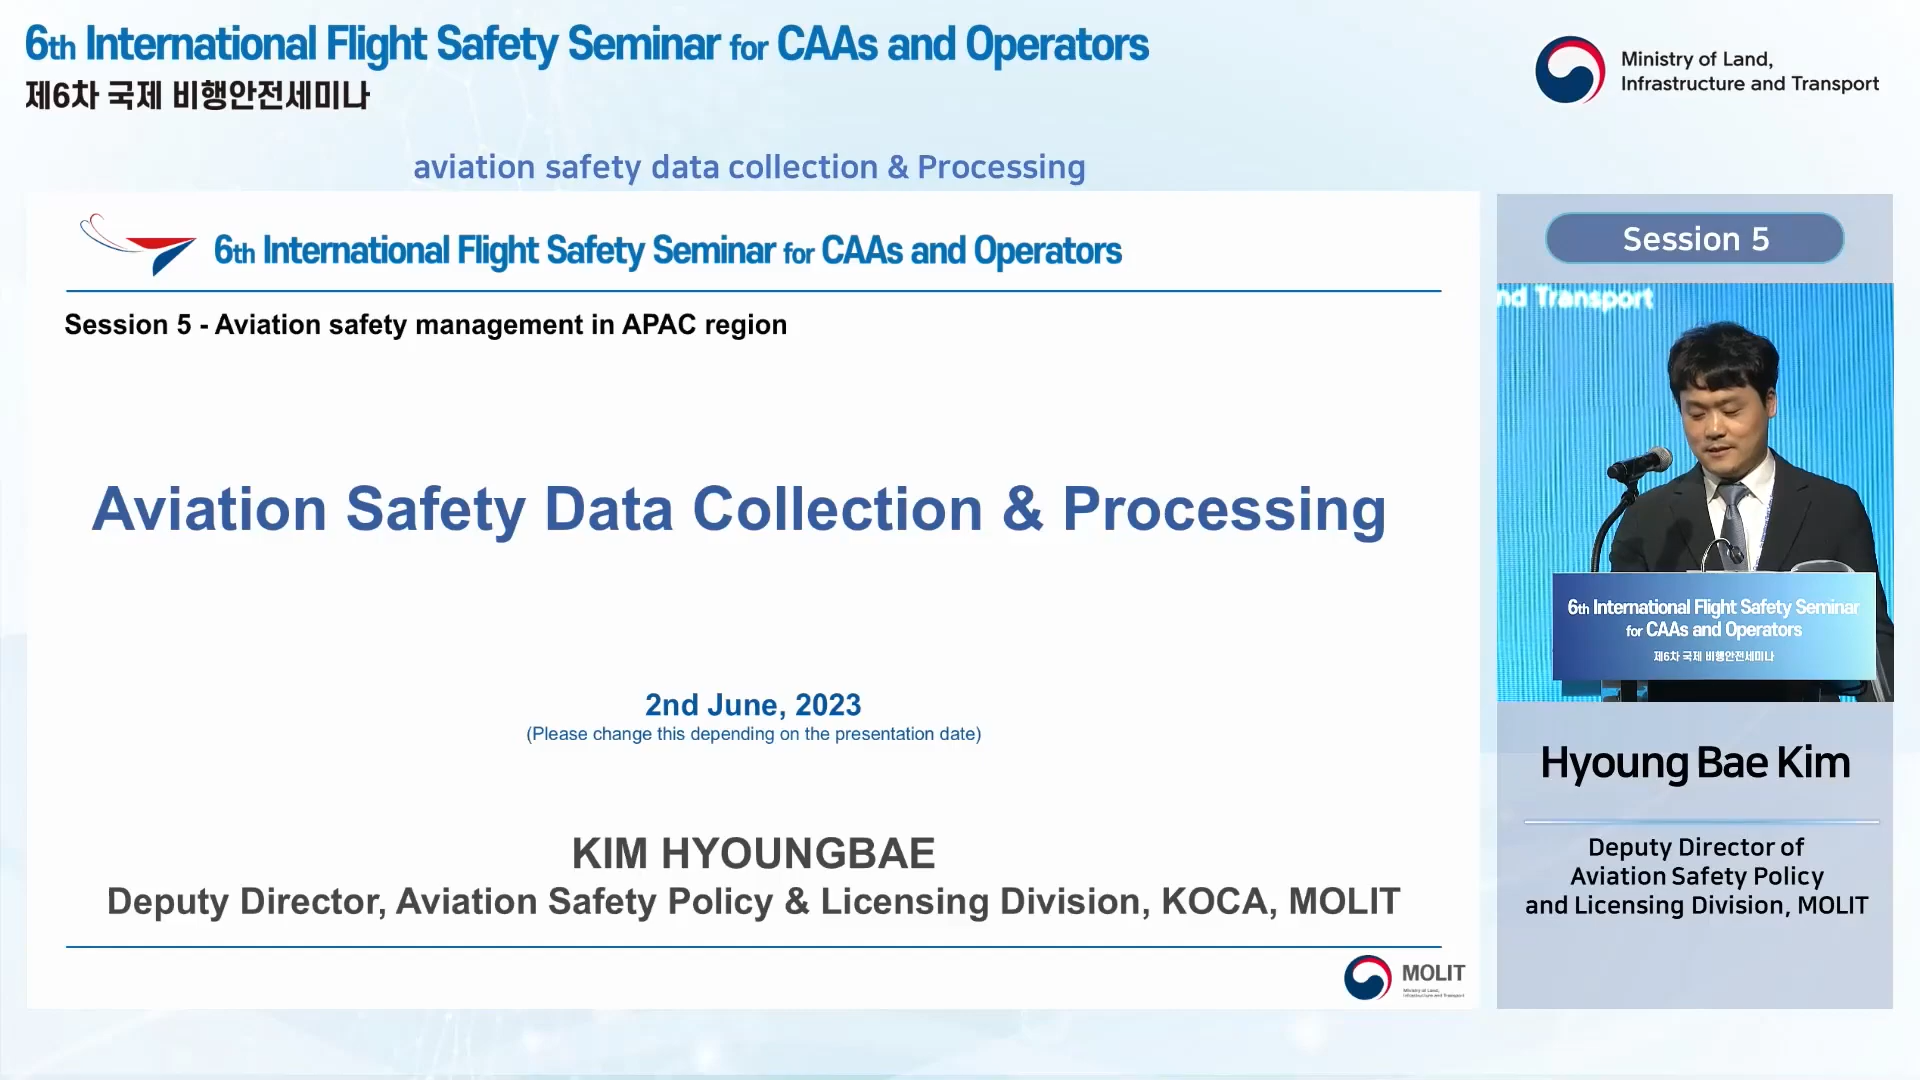 6th International Flight Safety Seminar for CAAs and Operators
제6차 국제 비행안전세미나
Ministry of Land,
Infrastructure and Transport
aviation safety data collection & Processing
6th International Flight Safety Seminar for CAAs and Operators
Session 5 - Aviation safety management in APAC region
Aviation Safety Data Collection & Processing
2nd June, 2023
(Please change this depending on the presentation date)
KIM HYOUNGBAE
Deputy Director, Aviation Safety Policy & Licensing Division, KOCA, MOLIT
MOLIT
Ministry of Land,
Infrastructure and Transport
Session 5
nd Transport
6th International Flight Safety Seminar
for CAAs and Operators
제6차 국제 비행안전세미나
Hyoung Bae Kim
Deputy Director of
Aviation Safety Policy
and Licensing Division, MOLIT